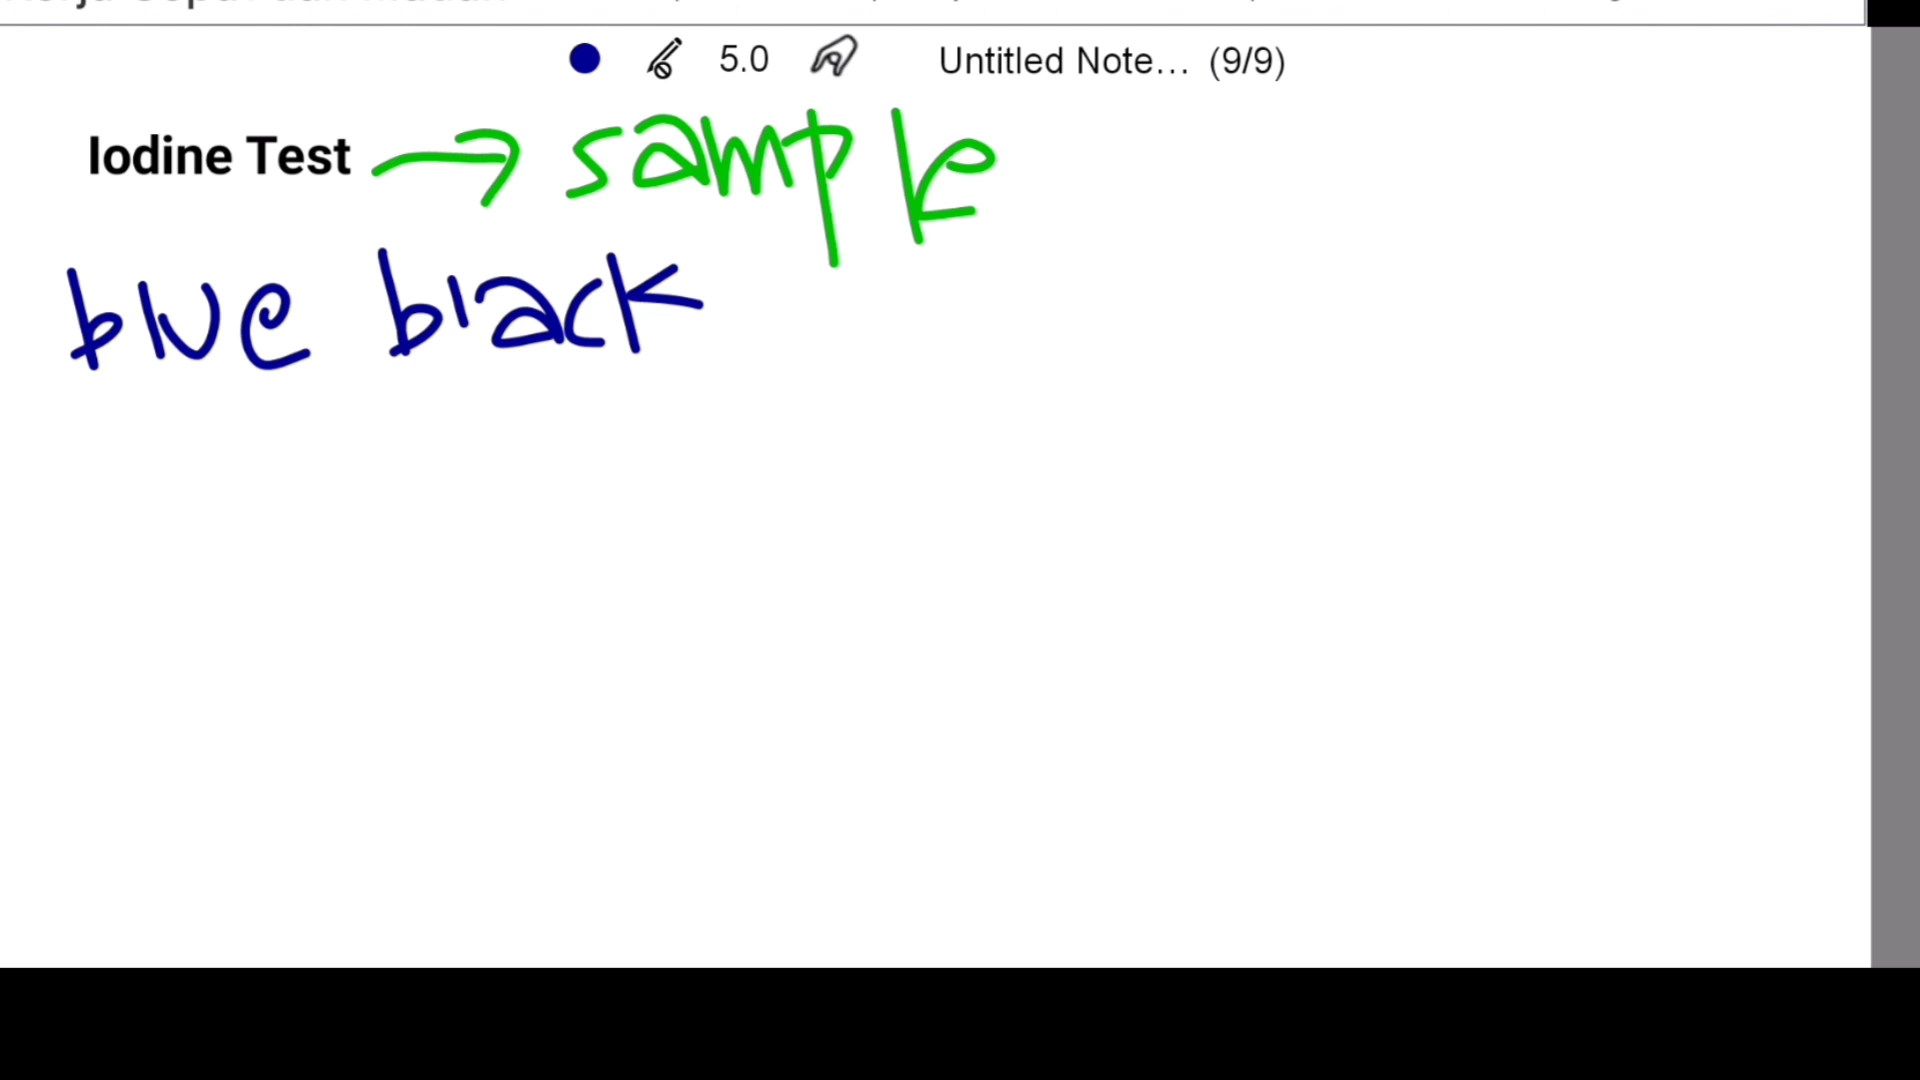 5.0 Untitled Note... (9/9)
Iodine Test → sample
blue black